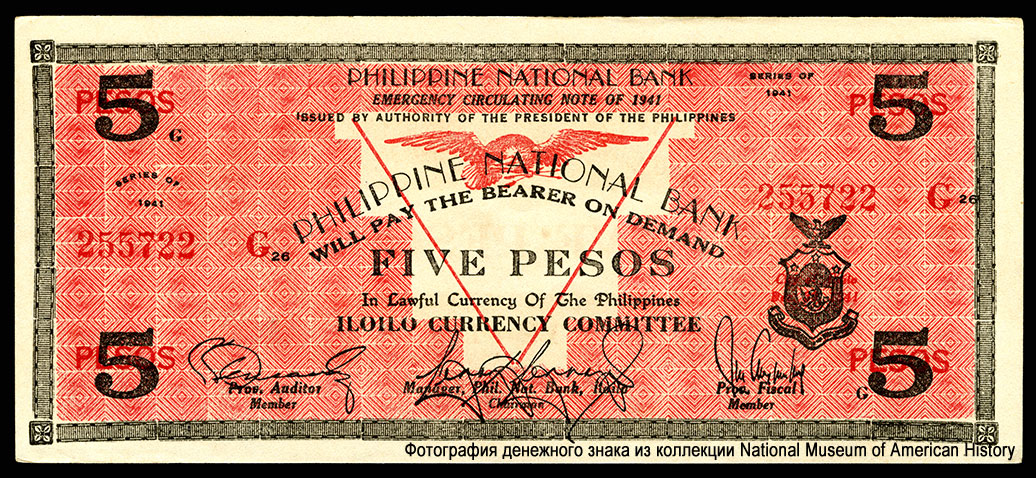 PHILIPPINE NATIONAL BANK
EMERGENCY CIRCULATING NOTE OF 1941
ISSUED BY AUTHORITY OF THE PRESIDENT OF THE PHILIPPINES
SERIES OF
1941
5
PESOS
G
5
PESOS
SERIES OF
1941
PHILIPPINE NATIONAL BANK
WILL PAY THE BEARER ON DEMAND
255722 G 26
255722 G 26
FIVE PESOS
In Lawful Currency Of The Philippines
ILOILO CURRENCY COMMITTEE
5
PESOS
5
PESOS
G
Prov. Auditor
Member
Manager, Phil. Nat. Bank, Iloilo
Chairman
Prov. Fiscal
Member
Фотография денежного знака из коллекции National Museum of American History